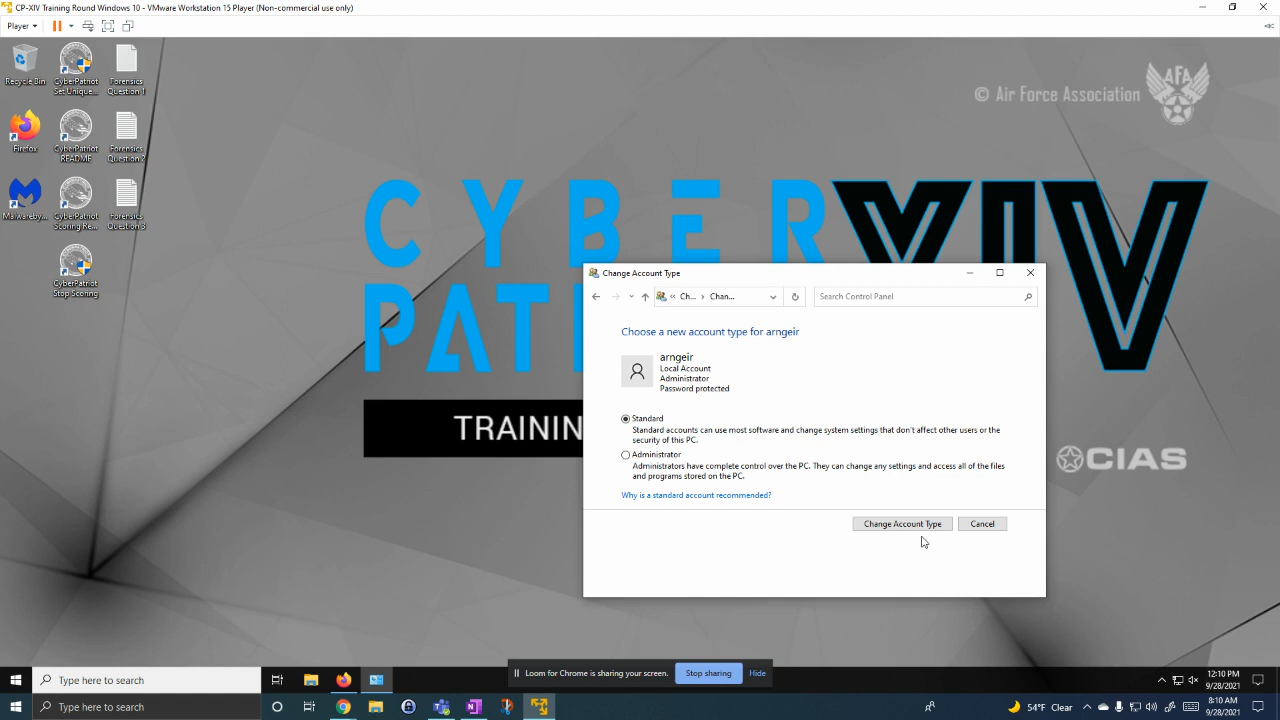 CP-XIV Training Round Windows 10 - VMware Workstation 15 Player (Non-commercial use only)
Player
Recycle Bin
CyberPatriot
Set Unique...
Forensics
Question 1
Firefox
CyberPatriot
README
Forensics
Question 2
Malwareby...
CyberPatriot
Scoring Re...
Forensics
Question 3
CyberPatriot
Stop Scoring
© Air Force Association
AFA
CYBER XIV
PAT
TRAININ
CIAS
Change Account Type
« Ch... › Chan...
Search Control Panel
Choose a new account type for arngeir
arngeir
Local Account
Administrator
Password protected
Standard
Standard accounts can use most software and change system settings that don't affect other users or the
security of this PC.
Administrator
Administrators have complete control over the PC. They can change any settings and access all of the files
and programs stored on the PC.
Why is a standard account recommended?
Change Account Type
Cancel
Loom for Chrome is sharing your screen.
Stop sharing
Hide
Type here to search
12:10 PM
9/28/2021
Type here to search
54°F Clear
8:10 AM
9/28/2021